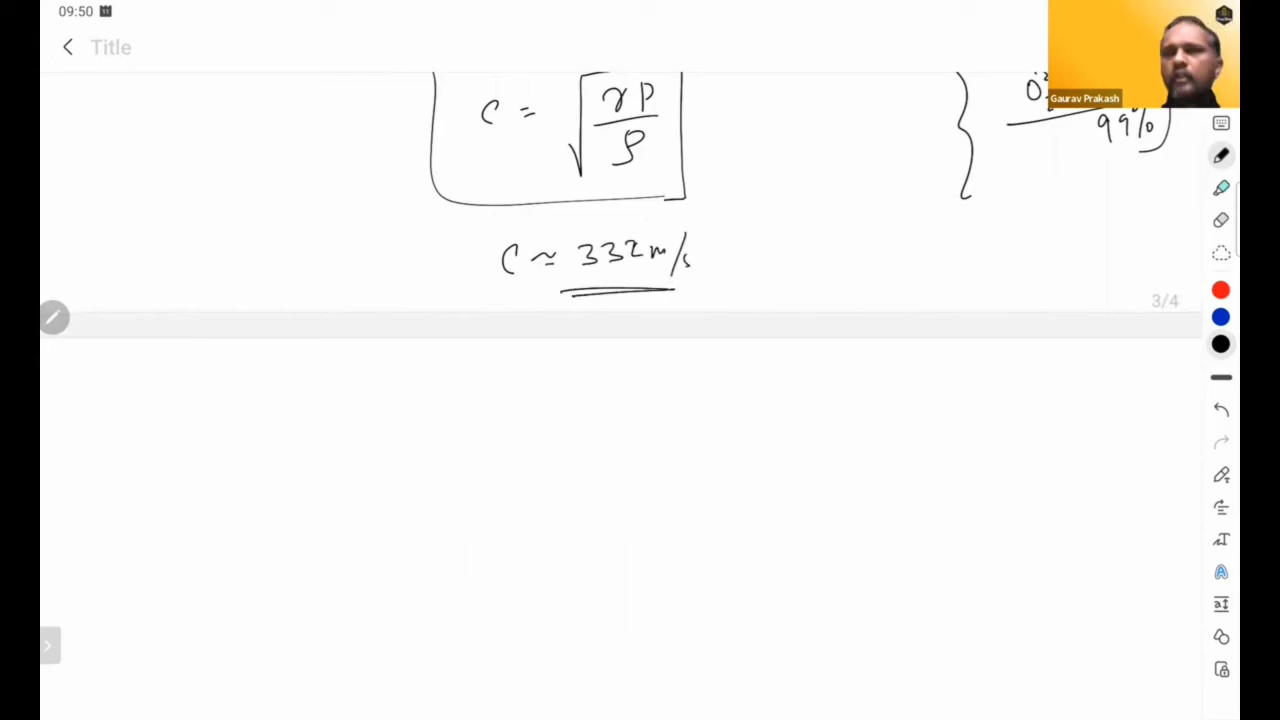 09:50
Title
Gaurav Prakash
C = √(γP/ρ)
99%
C ≃ 332 m/s
3/4